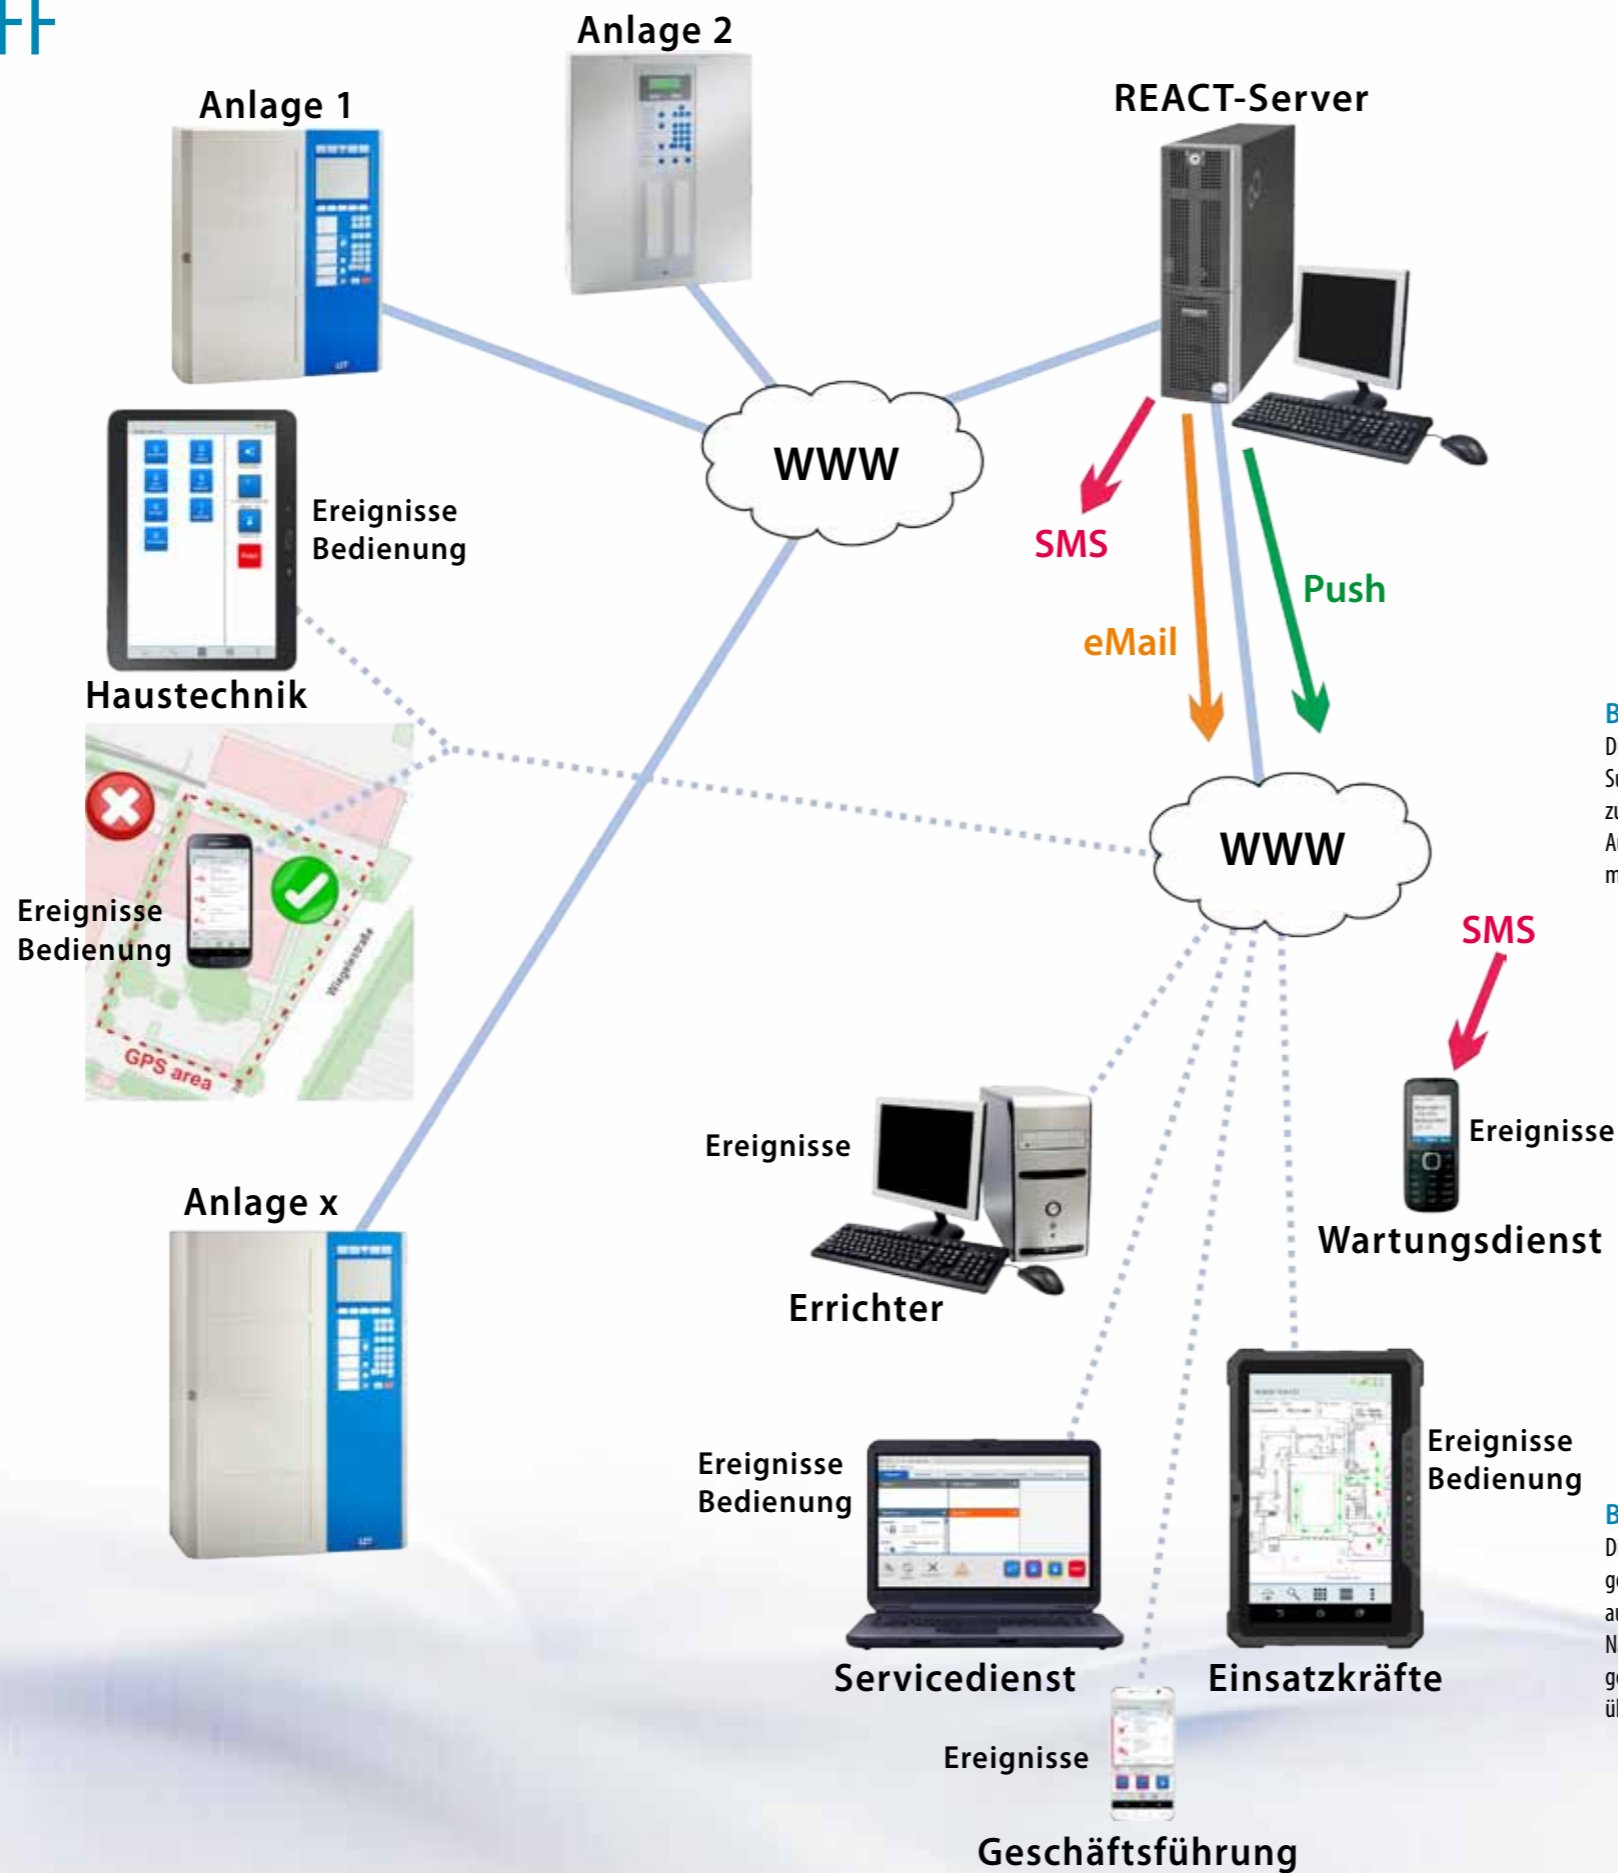 Anlage 2
Anlage 1
REACT-Server
WWW
Ereignisse
Bedienung
SMS
Push
eMail
Haustechnik
WWW
Ereignisse
Bedienung
Wiegelestraße
GPS area
SMS
Ereignisse
Ereignisse
Wartungsdienst
Anlage x
Errichter
Ereignisse
Bedienung
Ereignisse
Bedienung
Servicedienst
Einsatzkräfte
Ereignisse
Geschäftsführung